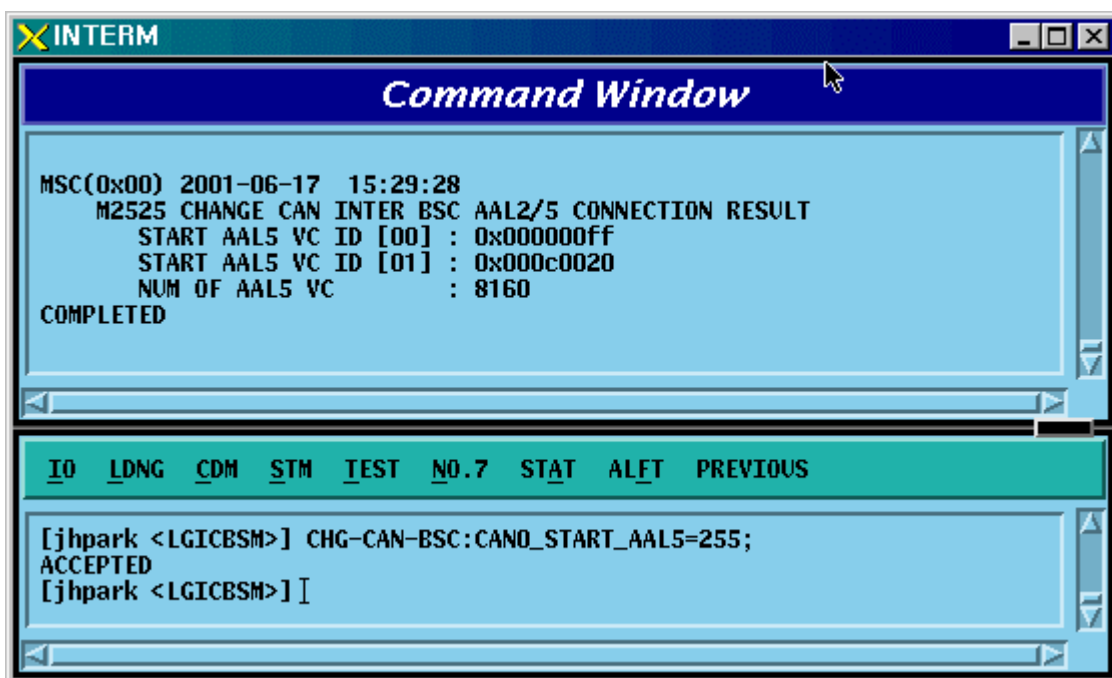 INTERM
Command Window
MSC(0x00) 2001-06-17 15:29:28
M2525 CHANGE CAN INTER BSC AAL2/5 CONNECTION RESULT
START AAL5 VC ID [00] : 0x000000ff
START AAL5 VC ID [01] : 0x000c0020
NUM OF AAL5 VC : 8160
COMPLETED
IO LDNG CDM STM TEST NO.7 STAT ALFT PREVIOUS
[jhpark <LGICBSM>] CHG-CAN-BSC:CAN0_START_AAL5=255;
ACCEPTED
[jhpark <LGICBSM>]